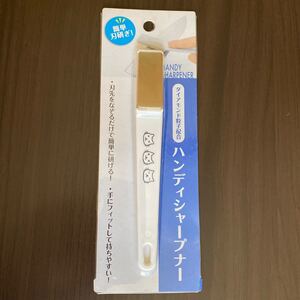 簡単
刃研ぎ!
HANDY
SHARPENER
ダイアモンド粒子配合
ハンディシャープナー
・刃先をなぞるだけで簡単に研げる!
・手にフィットして持ちやすい!